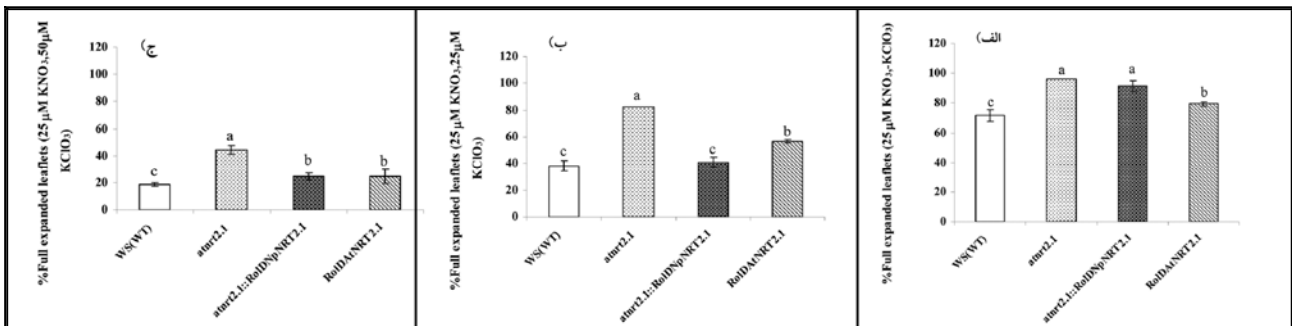 ج)
%Full expanded leaflets (25 µM KNO3,50µM
KClO3)
120
100
80
60
40
20
0
c
a
b
b
WS(WT)
atnrt2.1
atnrt2.1::RolDNpNRT2.1
RolDAtNRT2.1
ب)
%Full expanded leaflets (25 µM KNO3,25µM
KClO3)
120
100
80
60
40
20
0
c
a
c
b
WS(WT)
atnrt2.1
atnrt2.1::RolDNpNRT2.1
RolDAtNRT2.1
الف)
%Full expanded leaflets (25 µM KNO3,-KClO3)
120
100
80
60
40
20
0
c
a
a
b
WS(WT)
atnrt2.1
atnrt2.1::RolDNpNRT2.1
RolDAtNRT2.1